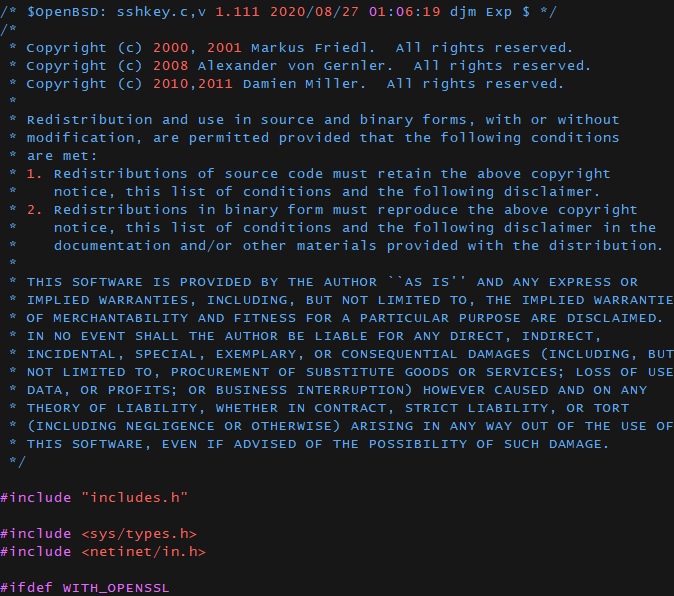 /* $OpenBSD: sshkey.c,v 1.111 2020/08/27 01:06:19 djm Exp $ */
/*
 * Copyright (c) 2000, 2001 Markus Friedl.  All rights reserved.
 * Copyright (c) 2008 Alexander von Gernler.  All rights reserved.
 * Copyright (c) 2010,2011 Damien Miller.  All rights reserved.
 *
 * Redistribution and use in source and binary forms, with or without
 * modification, are permitted provided that the following conditions
 * are met:
 * 1. Redistributions of source code must retain the above copyright
 *    notice, this list of conditions and the following disclaimer.
 * 2. Redistributions in binary form must reproduce the above copyright
 *    notice, this list of conditions and the following disclaimer in the
 *    documentation and/or other materials provided with the distribution.
 *
 * THIS SOFTWARE IS PROVIDED BY THE AUTHOR ``AS IS'' AND ANY EXPRESS OR
 * IMPLIED WARRANTIES, INCLUDING, BUT NOT LIMITED TO, THE IMPLIED WARRANTIE
 * OF MERCHANTABILITY AND FITNESS FOR A PARTICULAR PURPOSE ARE DISCLAIMED.
 * IN NO EVENT SHALL THE AUTHOR BE LIABLE FOR ANY DIRECT, INDIRECT,
 * INCIDENTAL, SPECIAL, EXEMPLARY, OR CONSEQUENTIAL DAMAGES (INCLUDING, BUT
 * NOT LIMITED TO, PROCUREMENT OF SUBSTITUTE GOODS OR SERVICES; LOSS OF USE
 * DATA, OR PROFITS; OR BUSINESS INTERRUPTION) HOWEVER CAUSED AND ON ANY
 * THEORY OF LIABILITY, WHETHER IN CONTRACT, STRICT LIABILITY, OR TORT
 * (INCLUDING NEGLIGENCE OR OTHERWISE) ARISING IN ANY WAY OUT OF THE USE OF
 * THIS SOFTWARE, EVEN IF ADVISED OF THE POSSIBILITY OF SUCH DAMAGE.
 */

#include "includes.h"

#include <sys/types.h>
#include <netinet/in.h>

#ifdef WITH_OPENSSL